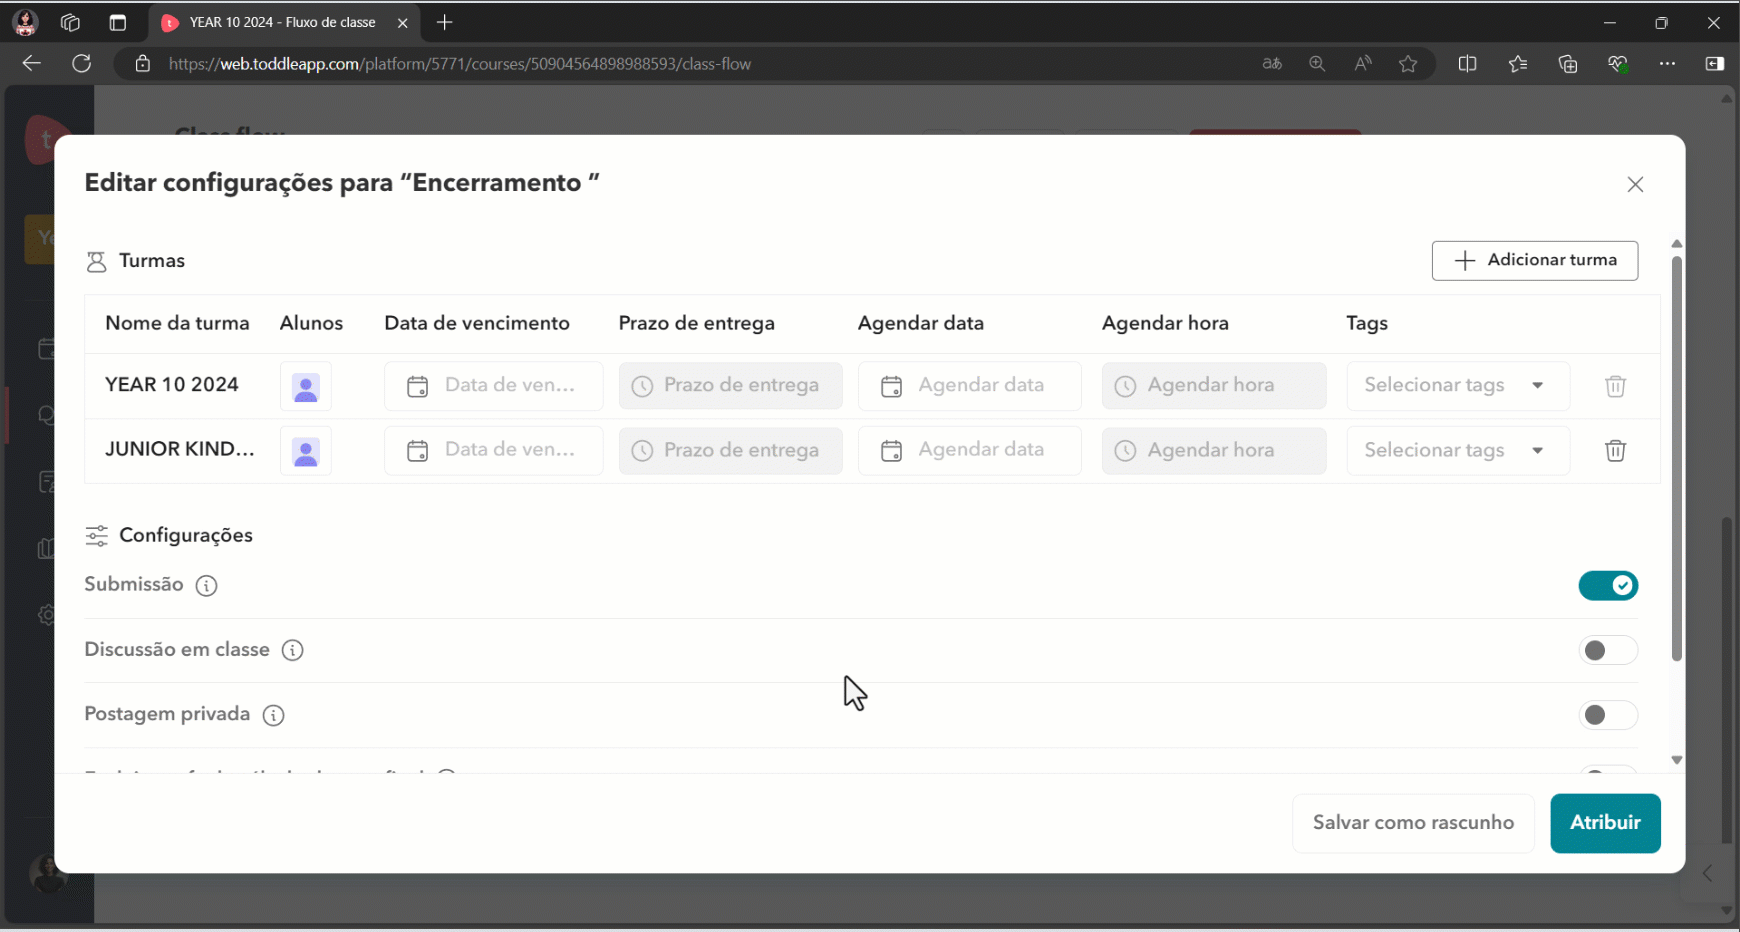 YEAR 10 2024 - Fluxo de classe
https://web.toddleapp.com/platform/5771/courses/50904564898988593/class-flow
Editar configurações para “Encerramento ”
Turmas
Adicionar turma
Nome da turma Alunos Data de vencimento Prazo de entrega Agendar data Agendar hora Tags
YEAR 10 2024 Data de ven... Prazo de entrega Agendar data Agendar hora Selecionar tags
JUNIOR KIND... Data de ven... Prazo de entrega Agendar data Agendar hora Selecionar tags
Configurações
Submissão
Discussão em classe
Postagem privada
Salvar como rascunho Atribuir